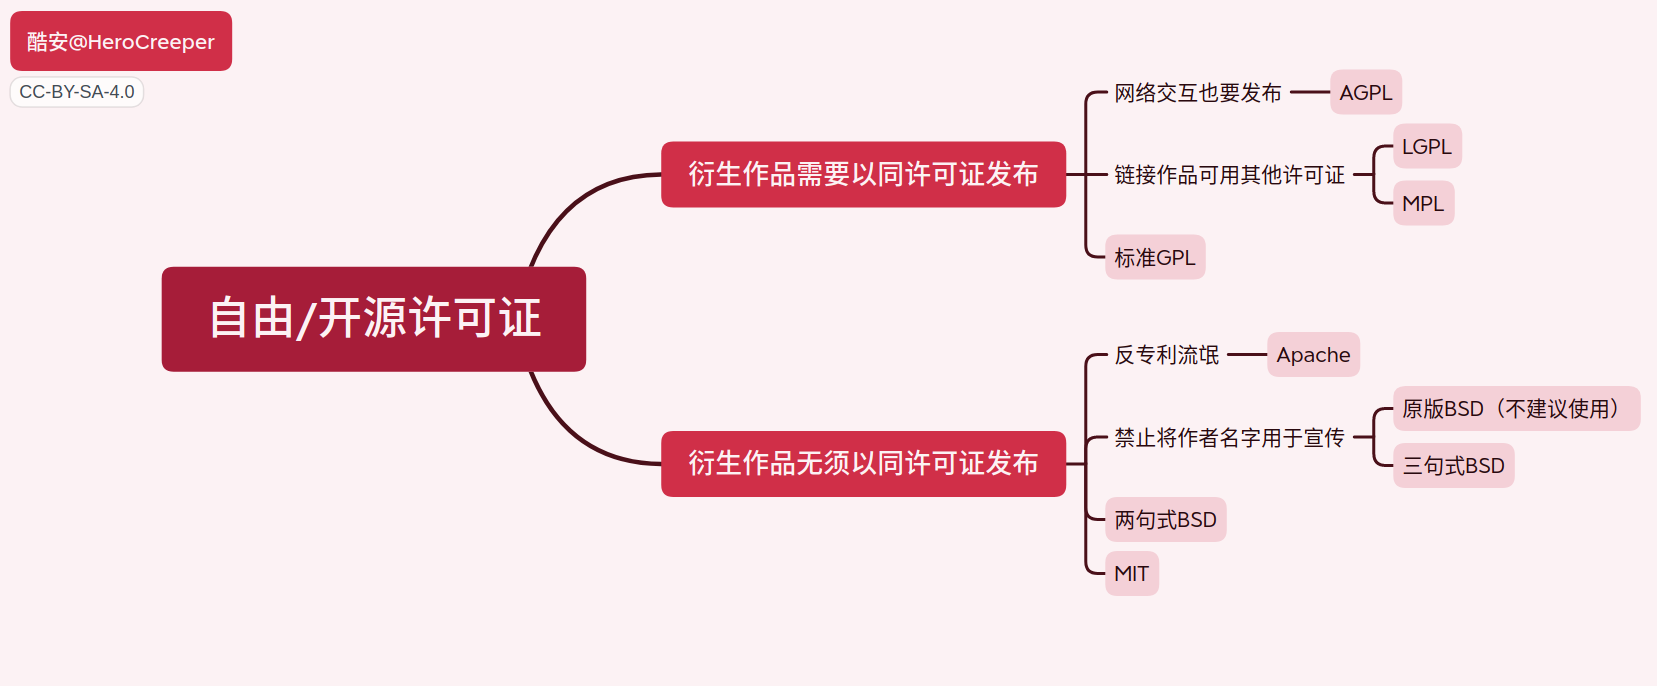 酷安@HeroCreeper
CC-BY-SA-4.0
自由/开源许可证
衍生作品需要以同许可证发布
网络交互也要发布
AGPL
链接作品可用其他许可证
LGPL
MPL
标准GPL
衍生作品无须以同许可证发布
反专利流氓
Apache
禁止将作者名字用于宣传
原版BSD（不建议使用）
三句式BSD
两句式BSD
MIT